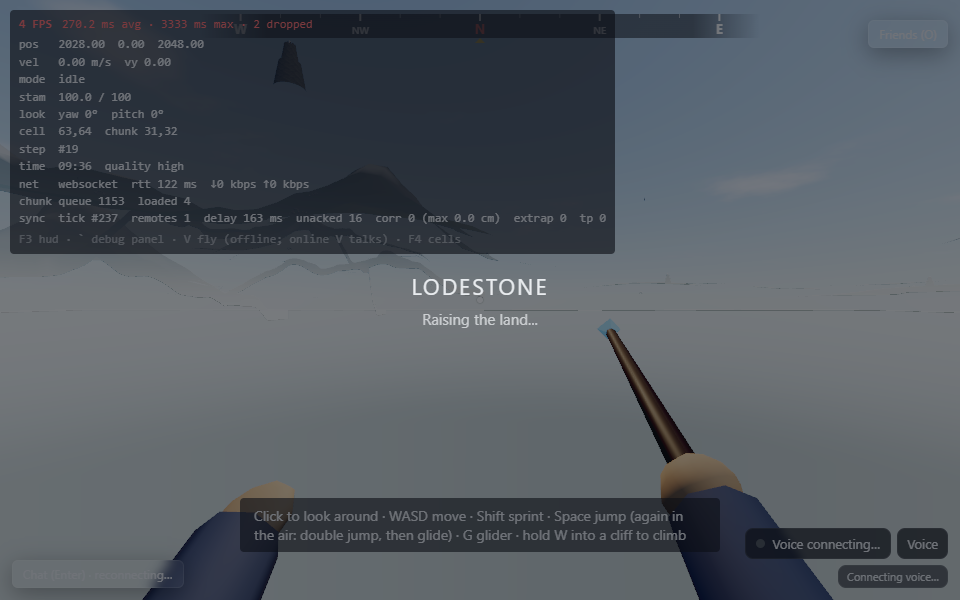 4 FPS 270.2 ms avg · 3333 ms max · 2 dropped
W NW N NE E
Friends (0)
pos 2028.00 0.00 2048.00
vel 0.00 m/s vy 0.00
mode idle
stam 100.0 / 100
look yaw 0° pitch 0°
cell 63,64 chunk 31,32
step #19
time 09:36 quality high
net websocket rtt 122 ms ↓0 kbps ↑0 kbps
chunk queue 1153 loaded 4
sync tick #237 remotes 1 delay 163 ms unacked 16 corr 0 (max 0.0 cm) extrap 0 tp 0
F3 hud · ` debug panel · V fly (offline; online V talks) · F4 cells
LODESTONE
Raising the land...
Click to look around · WASD move · Shift sprint · Space jump (again in
the air: double jump, then glide) · G glider · hold W into a cliff to climb
Voice connecting...
Voice
Connecting voice...